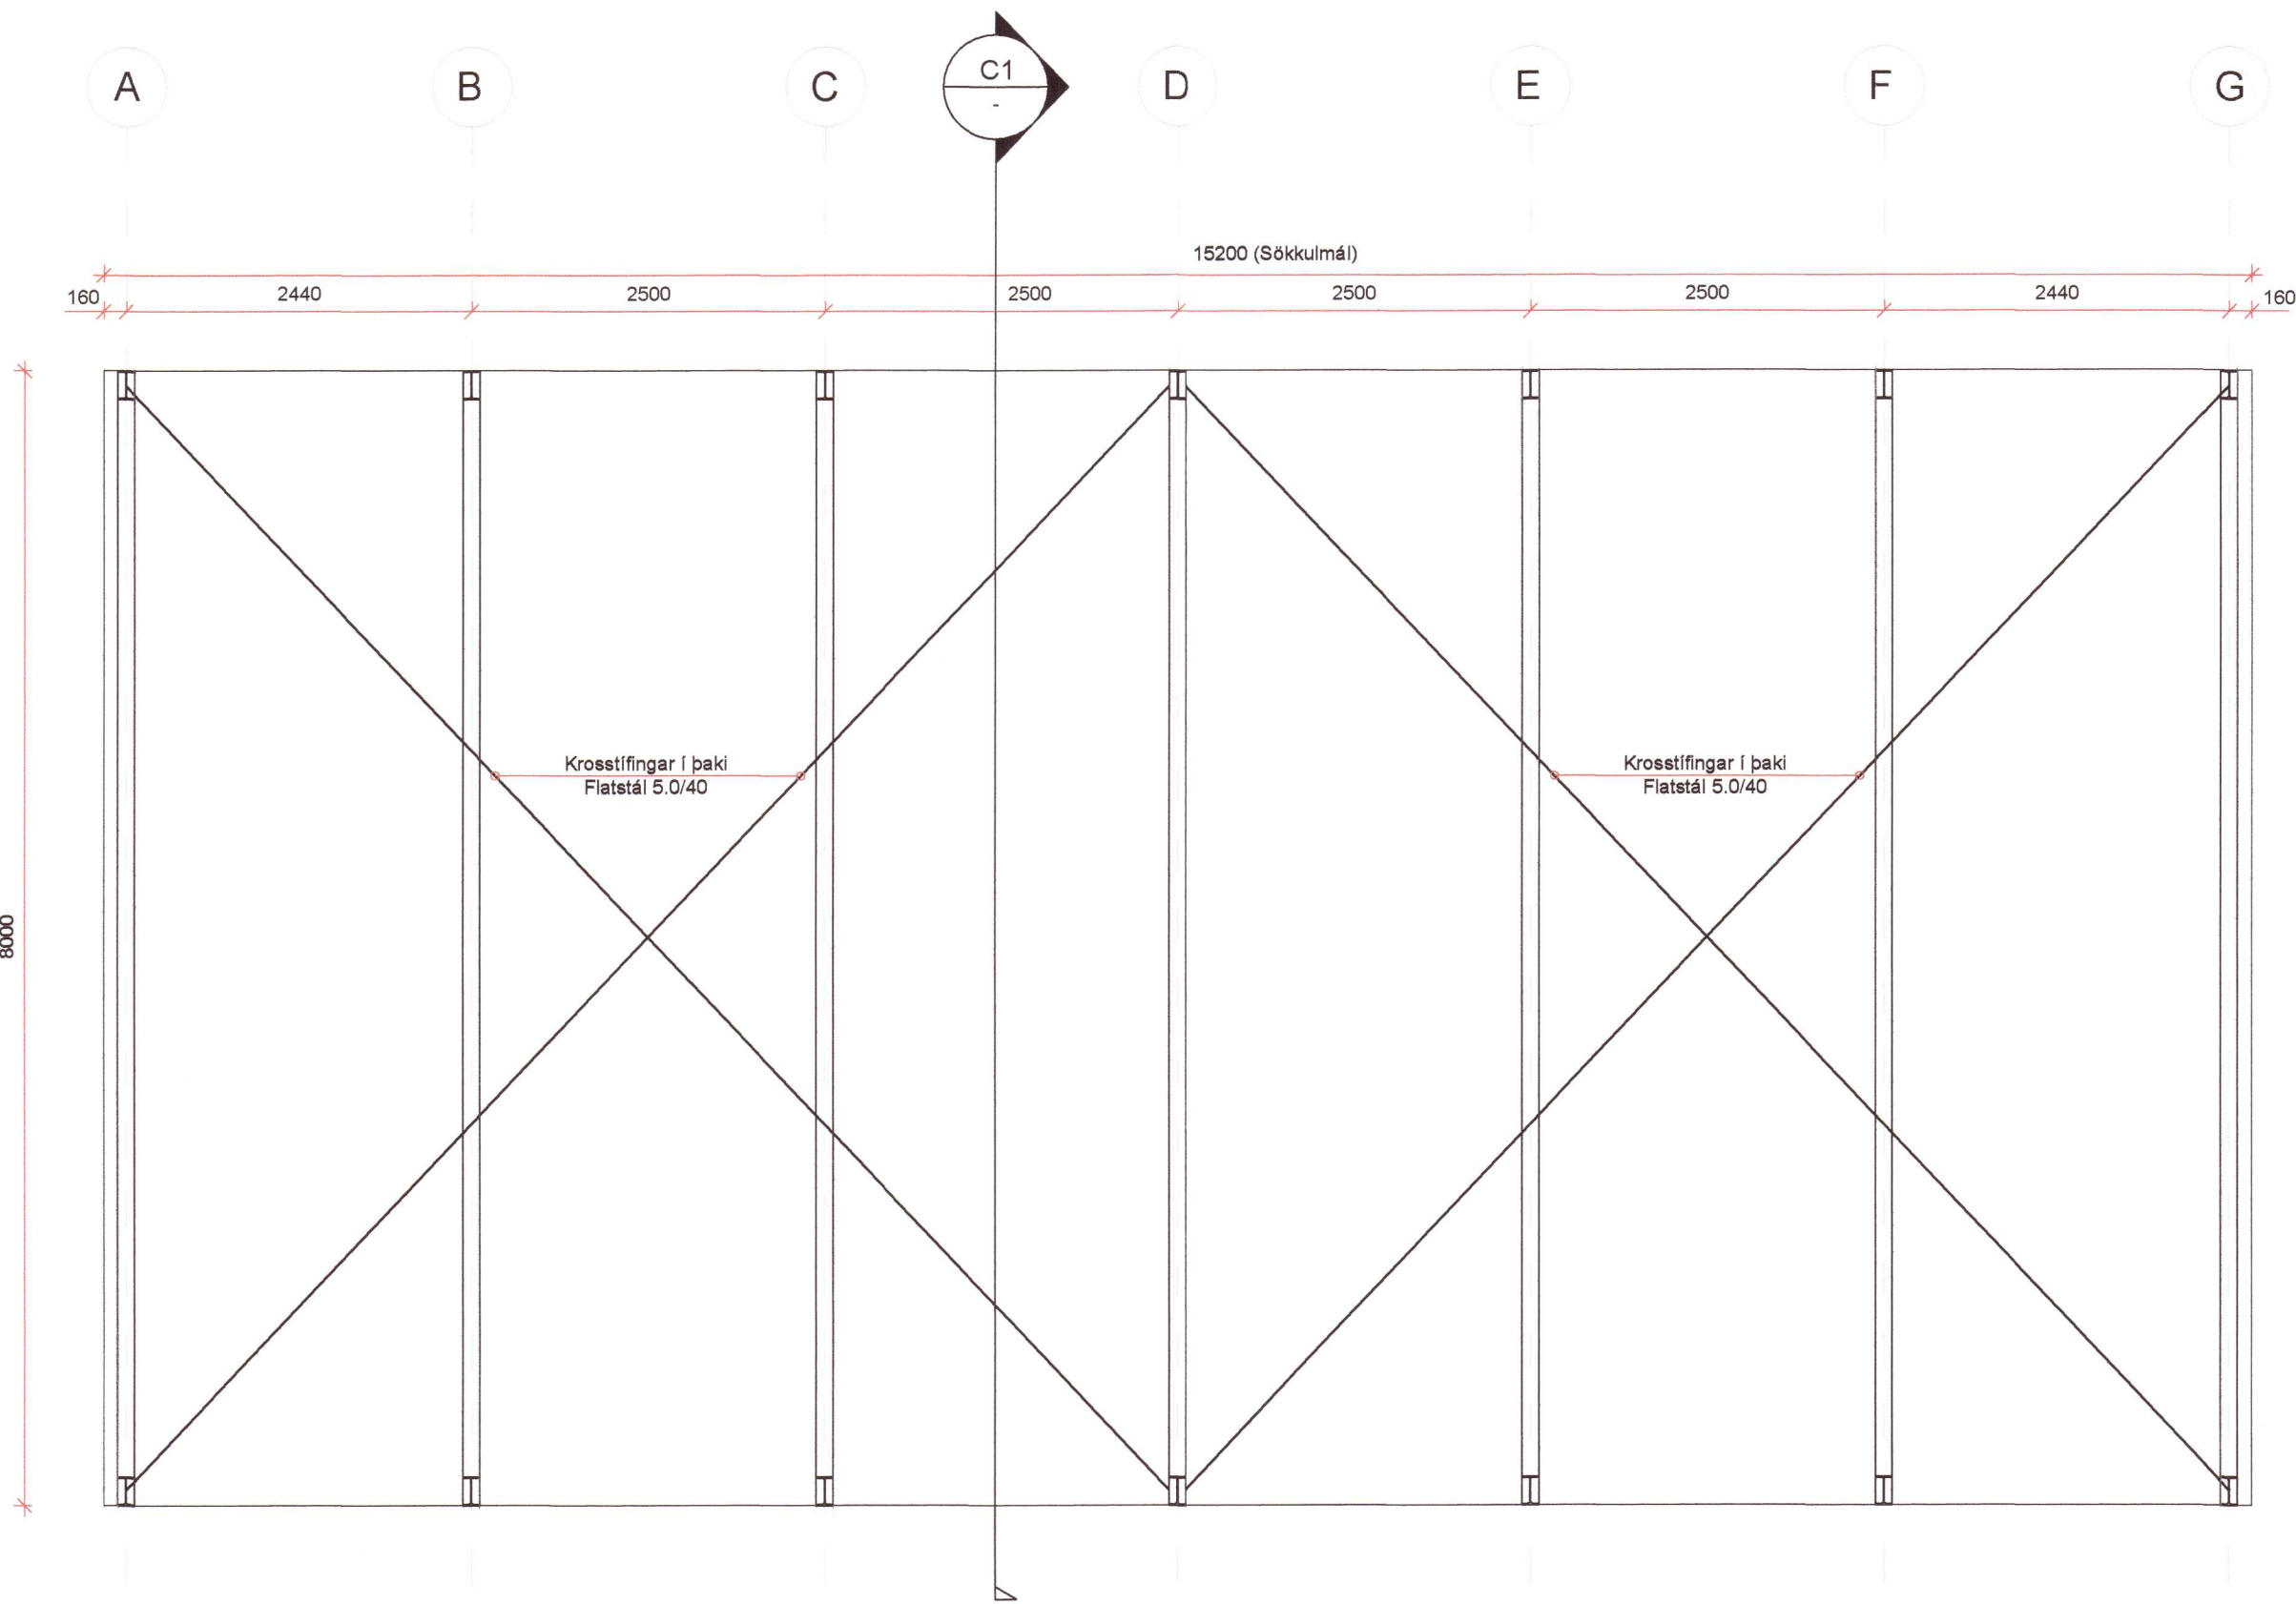 A B C C1 D E F G
-
15200 (Sökkulmál)
160 2440 2500 2500 2500 2500 2440 160
Krosstífingar í þaki
Flatstál 5.0/40
Krosstífingar í þaki
Flatstál 5.0/40
8000